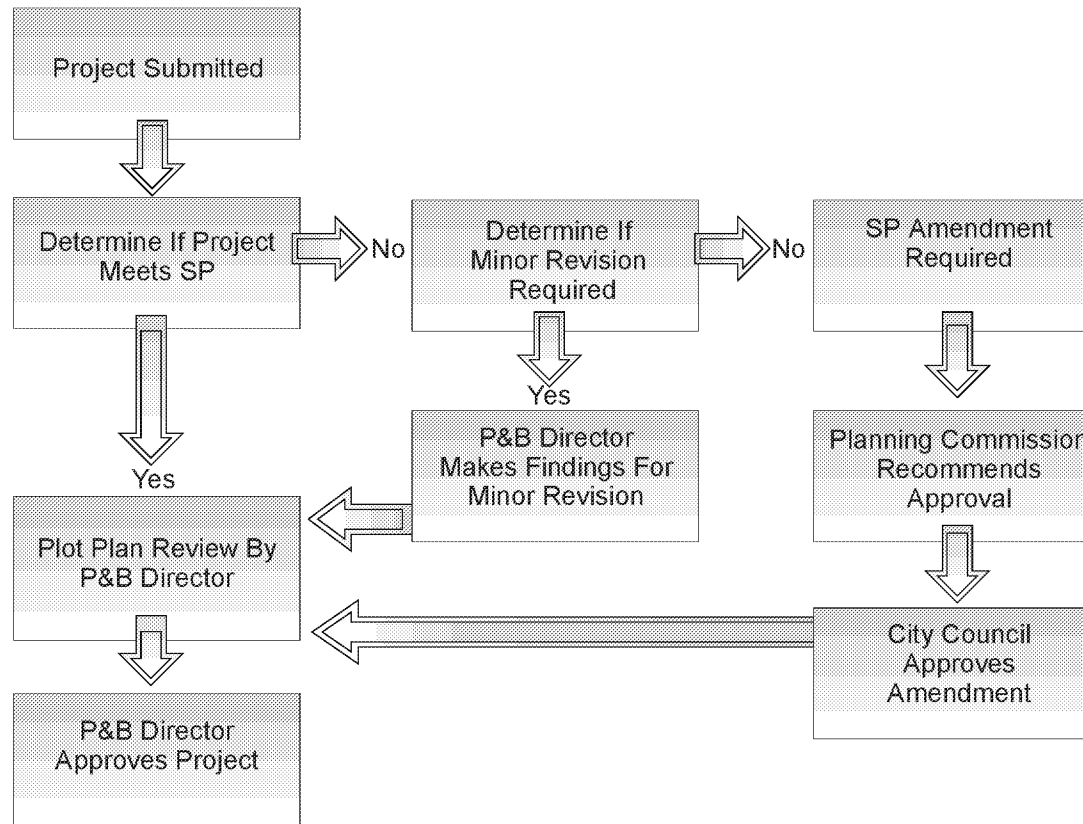 Project Submitted
Determine If Project
Meets SP
No
Determine If
Minor Revision
Required
No
SP Amendment
Required
Yes
Yes
P&B Director
Makes Findings For
Minor Revision
Planning Commission
Recommends
Approval
Plot Plan Review By
P&B Director
City Council
Approves
Amendment
P&B Director
Approves Project